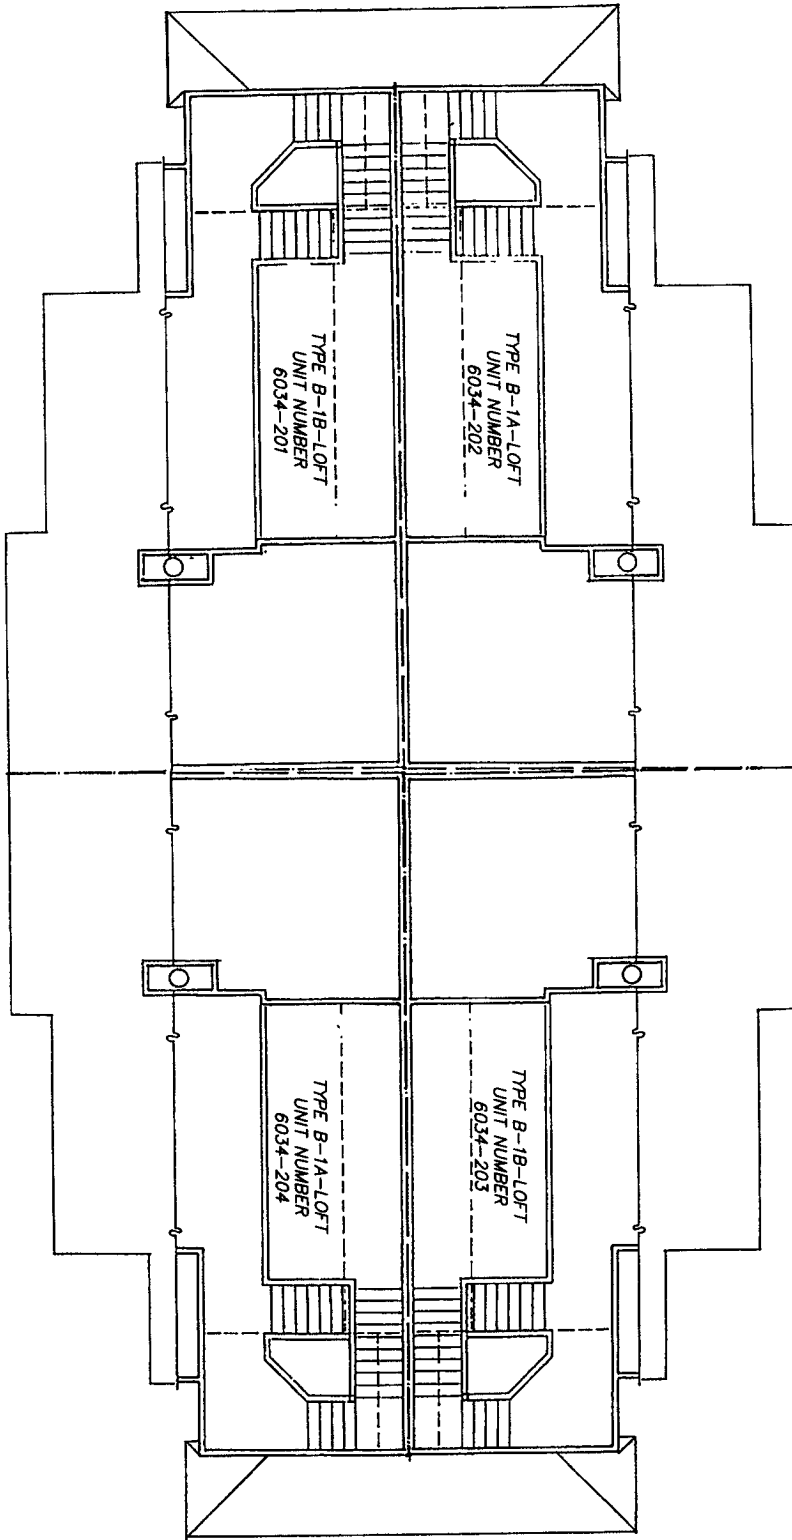 TYPE B-1B-LOFT
UNIT NUMBER
6034-201
TYPE B-1A-LOFT
UNIT NUMBER
6034-202
TYPE B-1A-LOFT
UNIT NUMBER
6034-204
TYPE B-1B-LOFT
UNIT NUMBER
6034-203